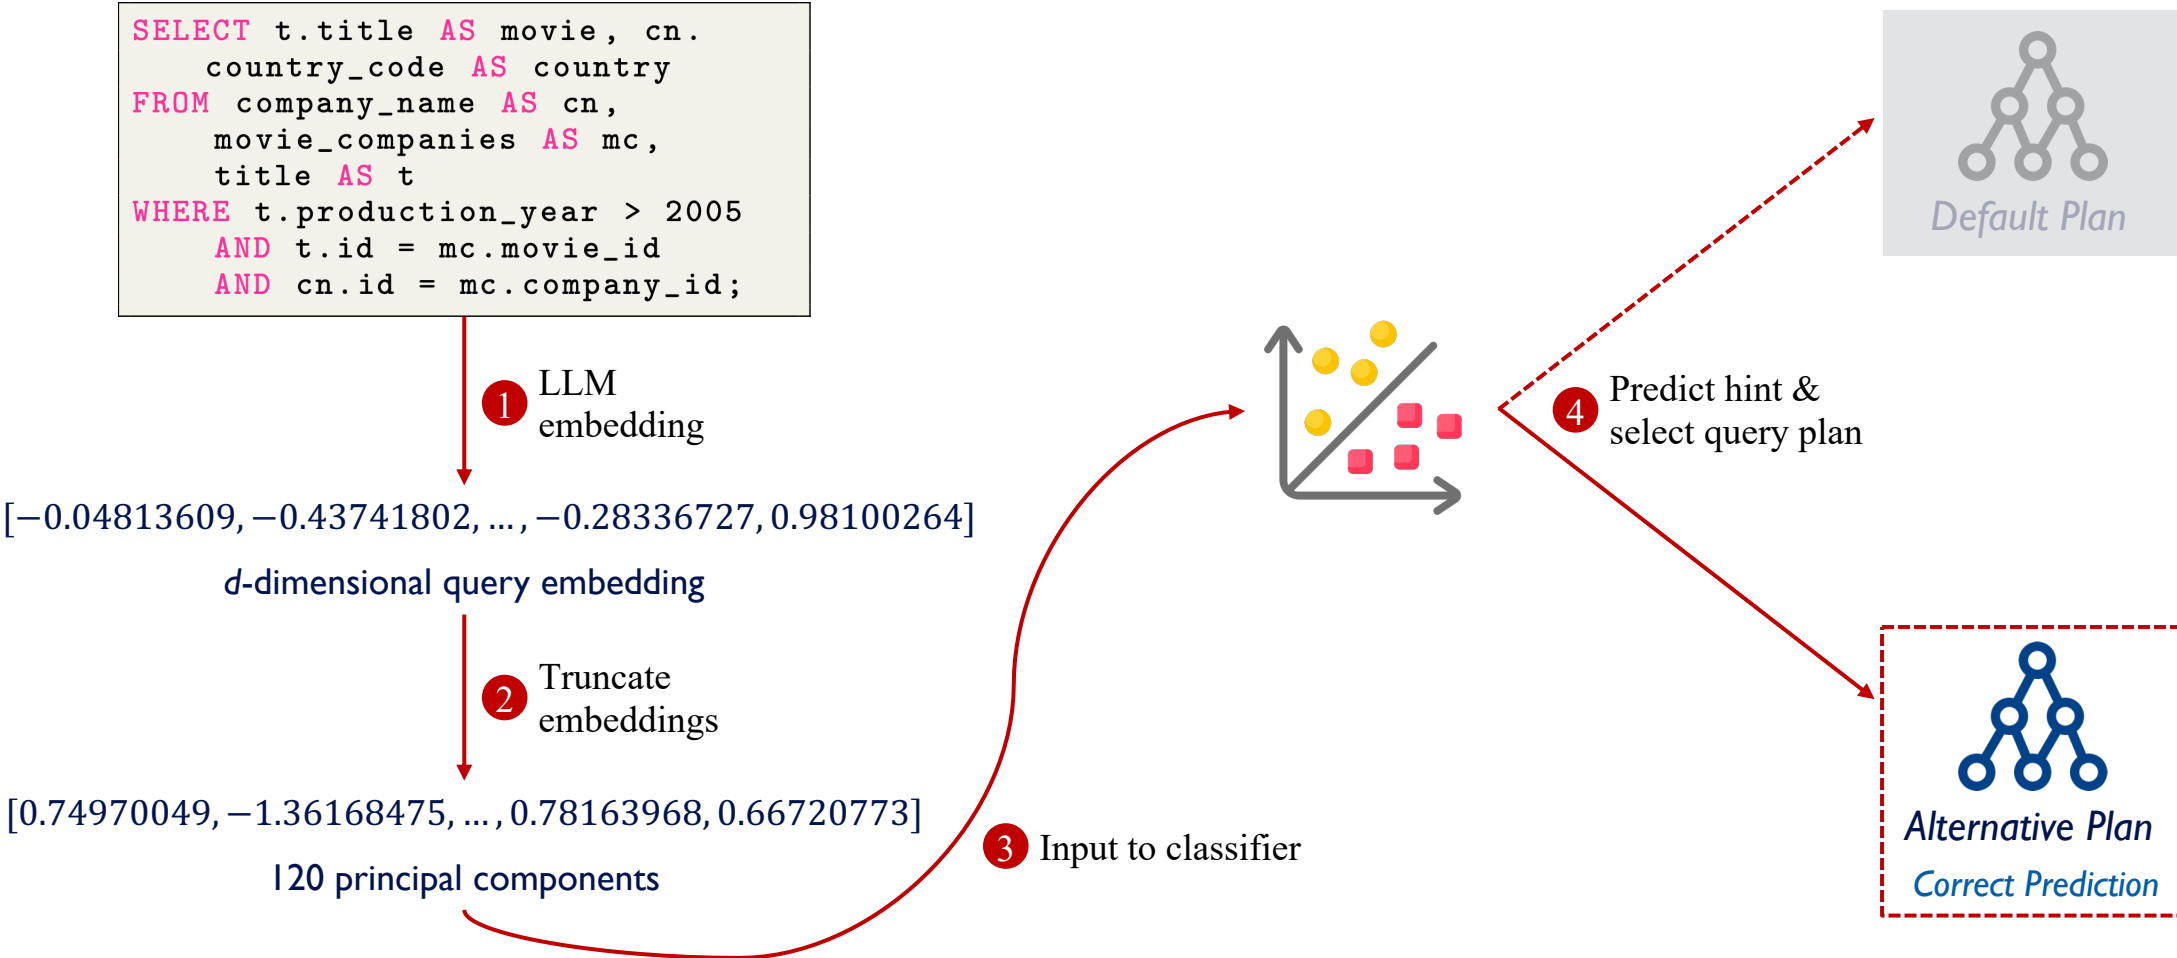 SELECT t.title AS movie, cn.
country_code AS country
FROM company_name AS cn,
movie_companies AS mc,
title AS t
WHERE t.production_year > 2005
AND t.id = mc.movie_id
AND cn.id = mc.company_id;
1 LLM
embedding
[−0.04813609, −0.43741802, … , −0.28336727, 0.98100264]
d-dimensional query embedding
2 Truncate
embeddings
[0.74970049, −1.36168475, … , 0.78163968, 0.66720773]
120 principal components
3 Input to classifier
4 Predict hint &
select query plan
Default Plan
Alternative Plan
Correct Prediction